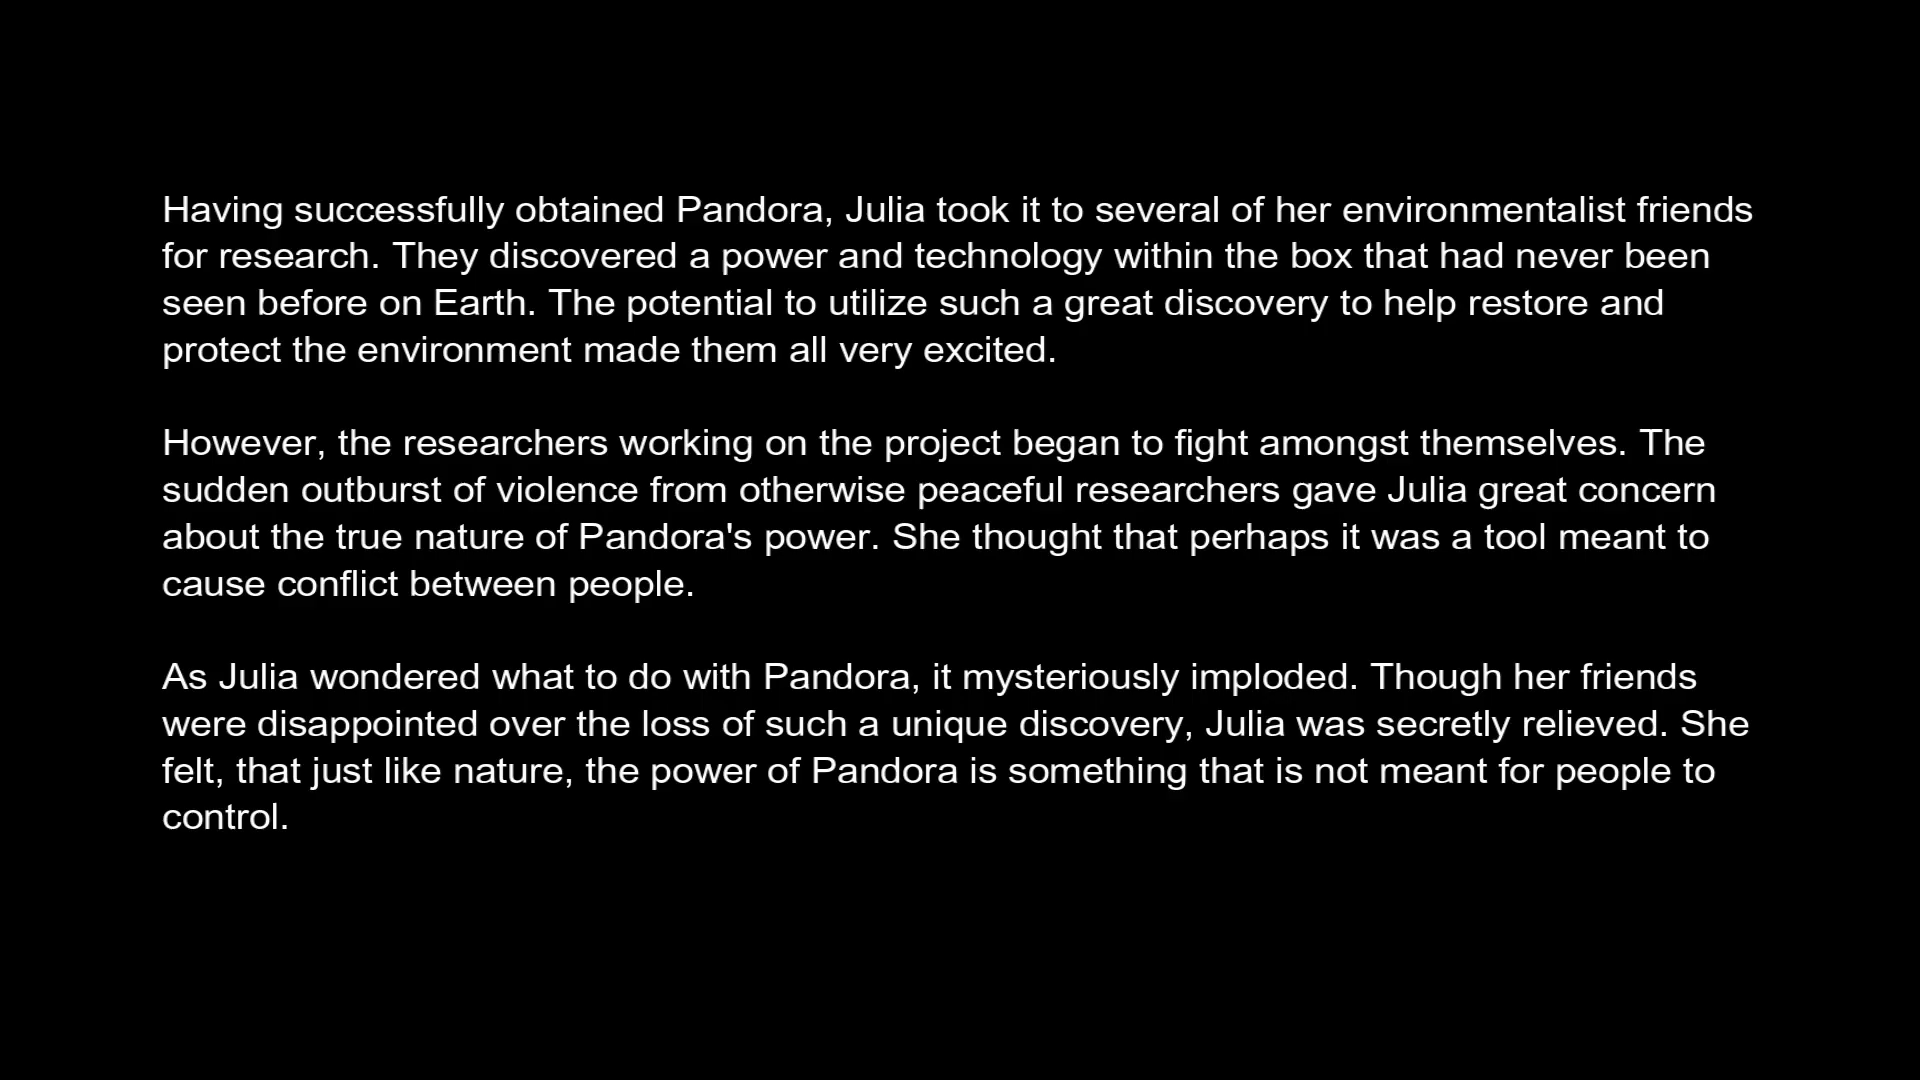 Having successfully obtained Pandora, Julia took it to several of her environmentalist friends
for research. They discovered a power and technology within the box that had never been
seen before on Earth. The potential to utilize such a great discovery to help restore and
protect the environment made them all very excited.
However, the researchers working on the project began to fight amongst themselves. The
sudden outburst of violence from otherwise peaceful researchers gave Julia great concern
about the true nature of Pandora's power. She thought that perhaps it was a tool meant to
cause conflict between people.
As Julia wondered what to do with Pandora, it mysteriously imploded. Though her friends
were disappointed over the loss of such a unique discovery, Julia was secretly relieved. She
felt, that just like nature, the power of Pandora is something that is not meant for people to
control.